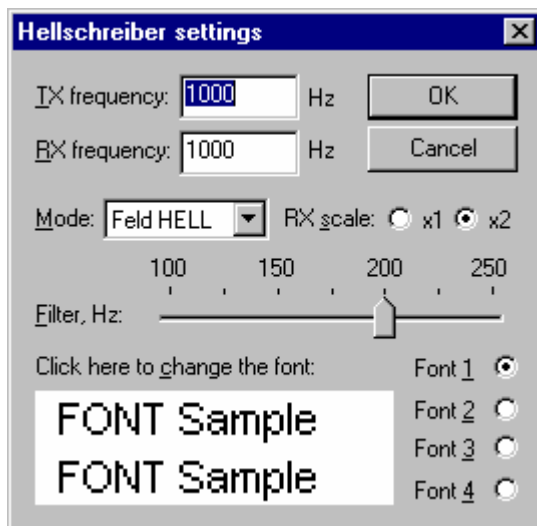 Hellschreiber settings
TX frequency: 1000 Hz OK
RX frequency: 1000 Hz Cancel
Mode: Feld HELL RX scale: x1 x2
100 150 200 250
Filter, Hz:
Click here to change the font: Font 1
FONT Sample Font 2
FONT Sample Font 3
Font 4